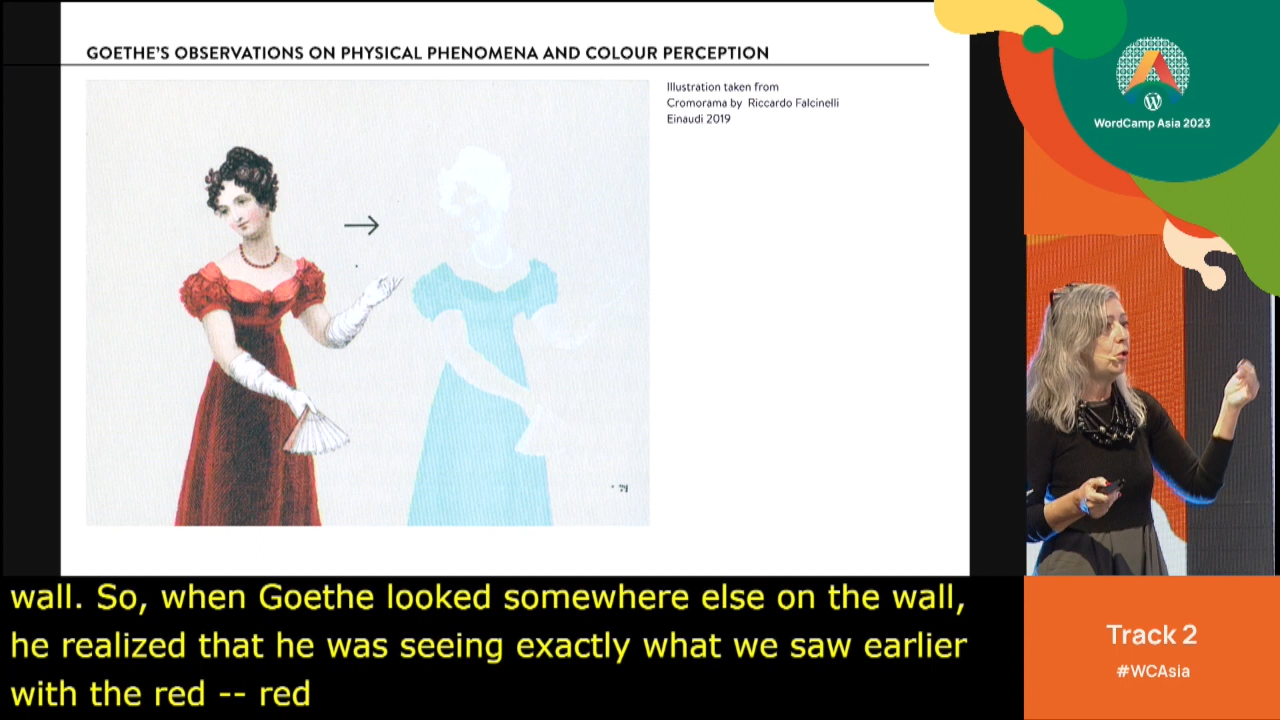 GOETHE'S OBSERVATIONS ON PHYSICAL PHENOMENA AND COLOUR PERCEPTION
Illustration taken from
Cromorama by Riccardo Falcinelli
Einaudi 2019
WordCamp Asia 2023
wall. So, when Goethe looked somewhere else on the wall,
he realized that he was seeing exactly what we saw earlier
with the red -- red
Track 2
#WCAsia